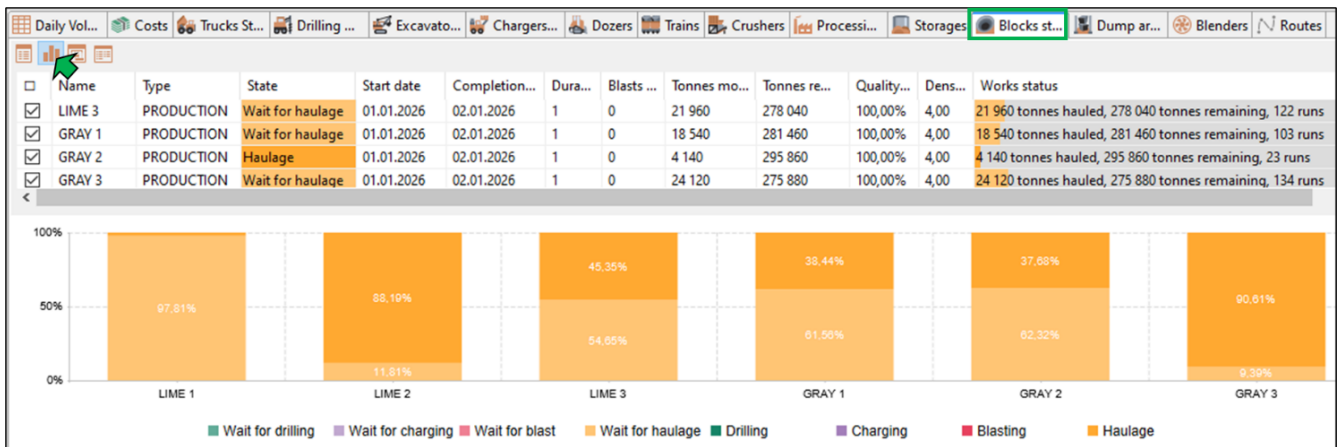 Daily Vol... Costs Trucks St... Drilling ... Excavato... Chargers... Dozers Trains Crushers Processi... Storages Blocks st... Dump ar... Blenders Routes
Name Type State Start date Completion... Dura... Blasts ... Tonnes mo... Tonnes re... Quality... Dens... Works status
LIME 3 PRODUCTION Wait for haulage 01.01.2026 02.01.2026 1 0 21 960 278 040 100,00% 4,00 21 960 tonnes hauled, 278 040 tonnes remaining, 122 runs
GRAY 1 PRODUCTION Wait for haulage 01.01.2026 02.01.2026 1 0 18 540 281 460 100,00% 4,00 18 540 tonnes hauled, 281 460 tonnes remaining, 103 runs
GRAY 2 PRODUCTION Haulage 01.01.2026 02.01.2026 1 0 4 140 295 860 100,00% 4,00 4 140 tonnes hauled, 295 860 tonnes remaining, 23 runs
GRAY 3 PRODUCTION Wait for haulage 01.01.2026 02.01.2026 1 0 24 120 275 880 100,00% 4,00 24 120 tonnes hauled, 275 880 tonnes remaining, 134 runs
100%
38,44% 37,68%
45,35%
88,19% 90,61%
50% 97,81%
54,65% 61,56% 62,32%
11,81% 9,39%
0%
LIME 1 LIME 2 LIME 3 GRAY 1 GRAY 2 GRAY 3
Wait for drilling Wait for charging Wait for blast Wait for haulage Drilling Charging Blasting Haulage